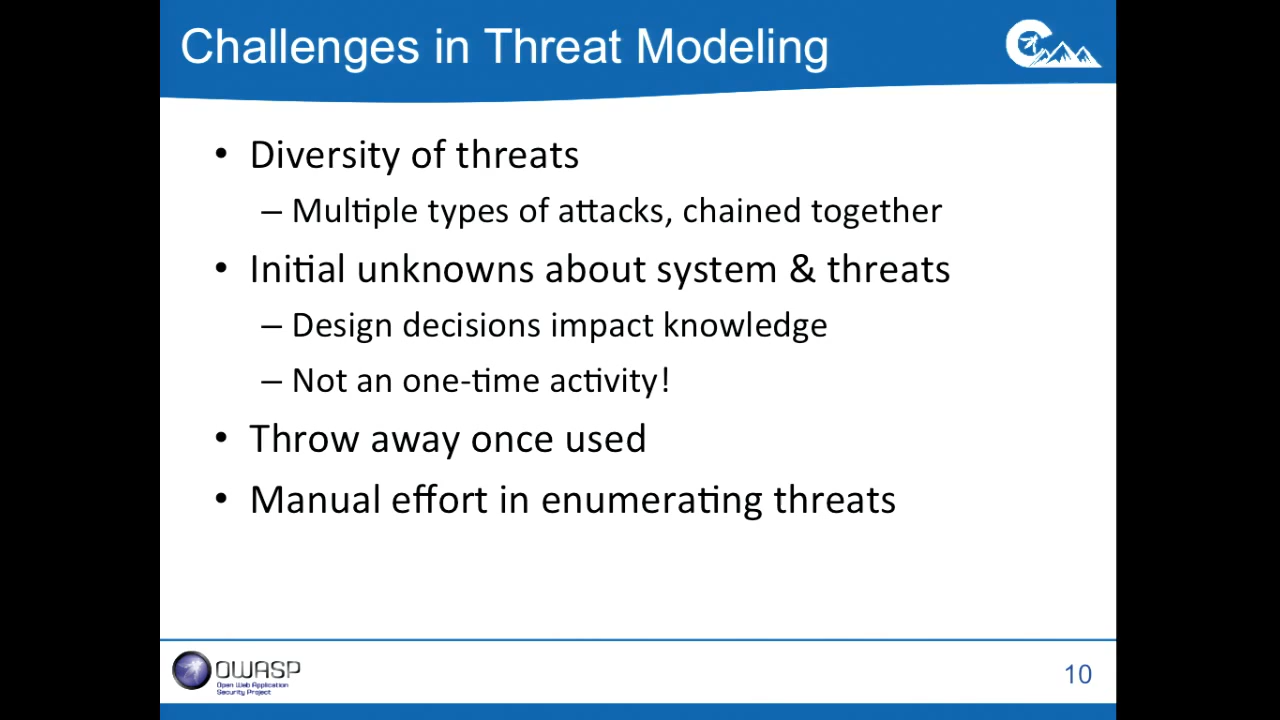 Challenges in Threat Modeling
• Diversity of threats
– Multiple types of attacks, chained together
• Initial unknowns about system & threats
– Design decisions impact knowledge
– Not an one-time activity!
• Throw away once used
• Manual effort in enumerating threats
OWASP
Open Web Application
Security Project
10